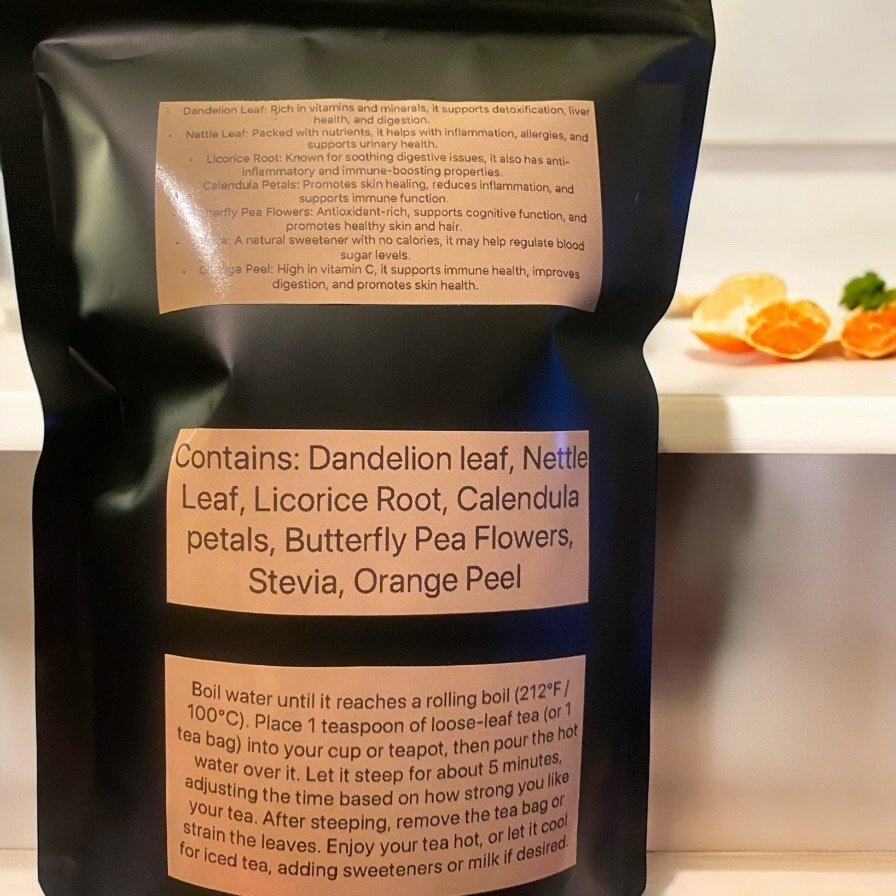 · Dandelion Leaf: Rich in vitamins and minerals, it supports detoxification, liver
health, and digestion.
· Nettle Leaf: Packed with nutrients, it helps with inflammation, allergies, and
supports urinary health.
· Licorice Root: Known for soothing digestive issues, it also has anti-
inflammatory and immune-boosting properties.
Calendula Petals: Promotes skin healing, reduces inflammation, and
supports immune function.
Pea Flowers: Antioxidant-rich, supports cognitive function, and
promotes healthy skin and hair.
A natural sweetener with no calories, it may help regulate blood
sugar levels.
· Orange Peel: High in vitamin C, it supports immune health, improves
digestion, and promotes skin health.
Contains: Dandelion leaf, Nettle
Leaf, Licorice Root, Calendula
petals, Butterfly Pea Flowers,
Stevia, Orange Peel
Boil water until it reaches a rolling boil (212°F/
100°C). Place 1 teaspoon of loose-leaf tea (or 1
tea bag) into your cup or teapot, then pour the hot
water over it. Let it steep for about 5 minutes,
adjusting the time based on how strong you like
your tea. After steeping, remove the tea bag or
strain the leaves. Enjoy your tea hot, or let it cool
for iced tea, adding sweeteners or milk if desired.